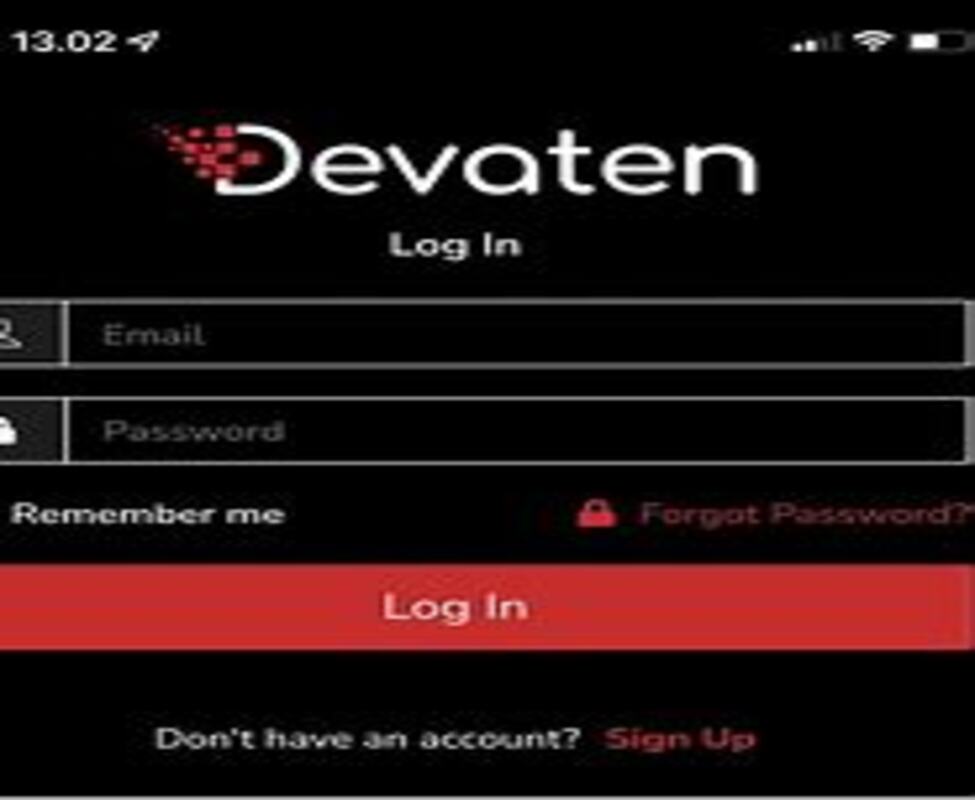 13.02
Devaten
Log In
Email
Password
Remember me Forgot Password?
Log In
Don't have an account? Sign Up